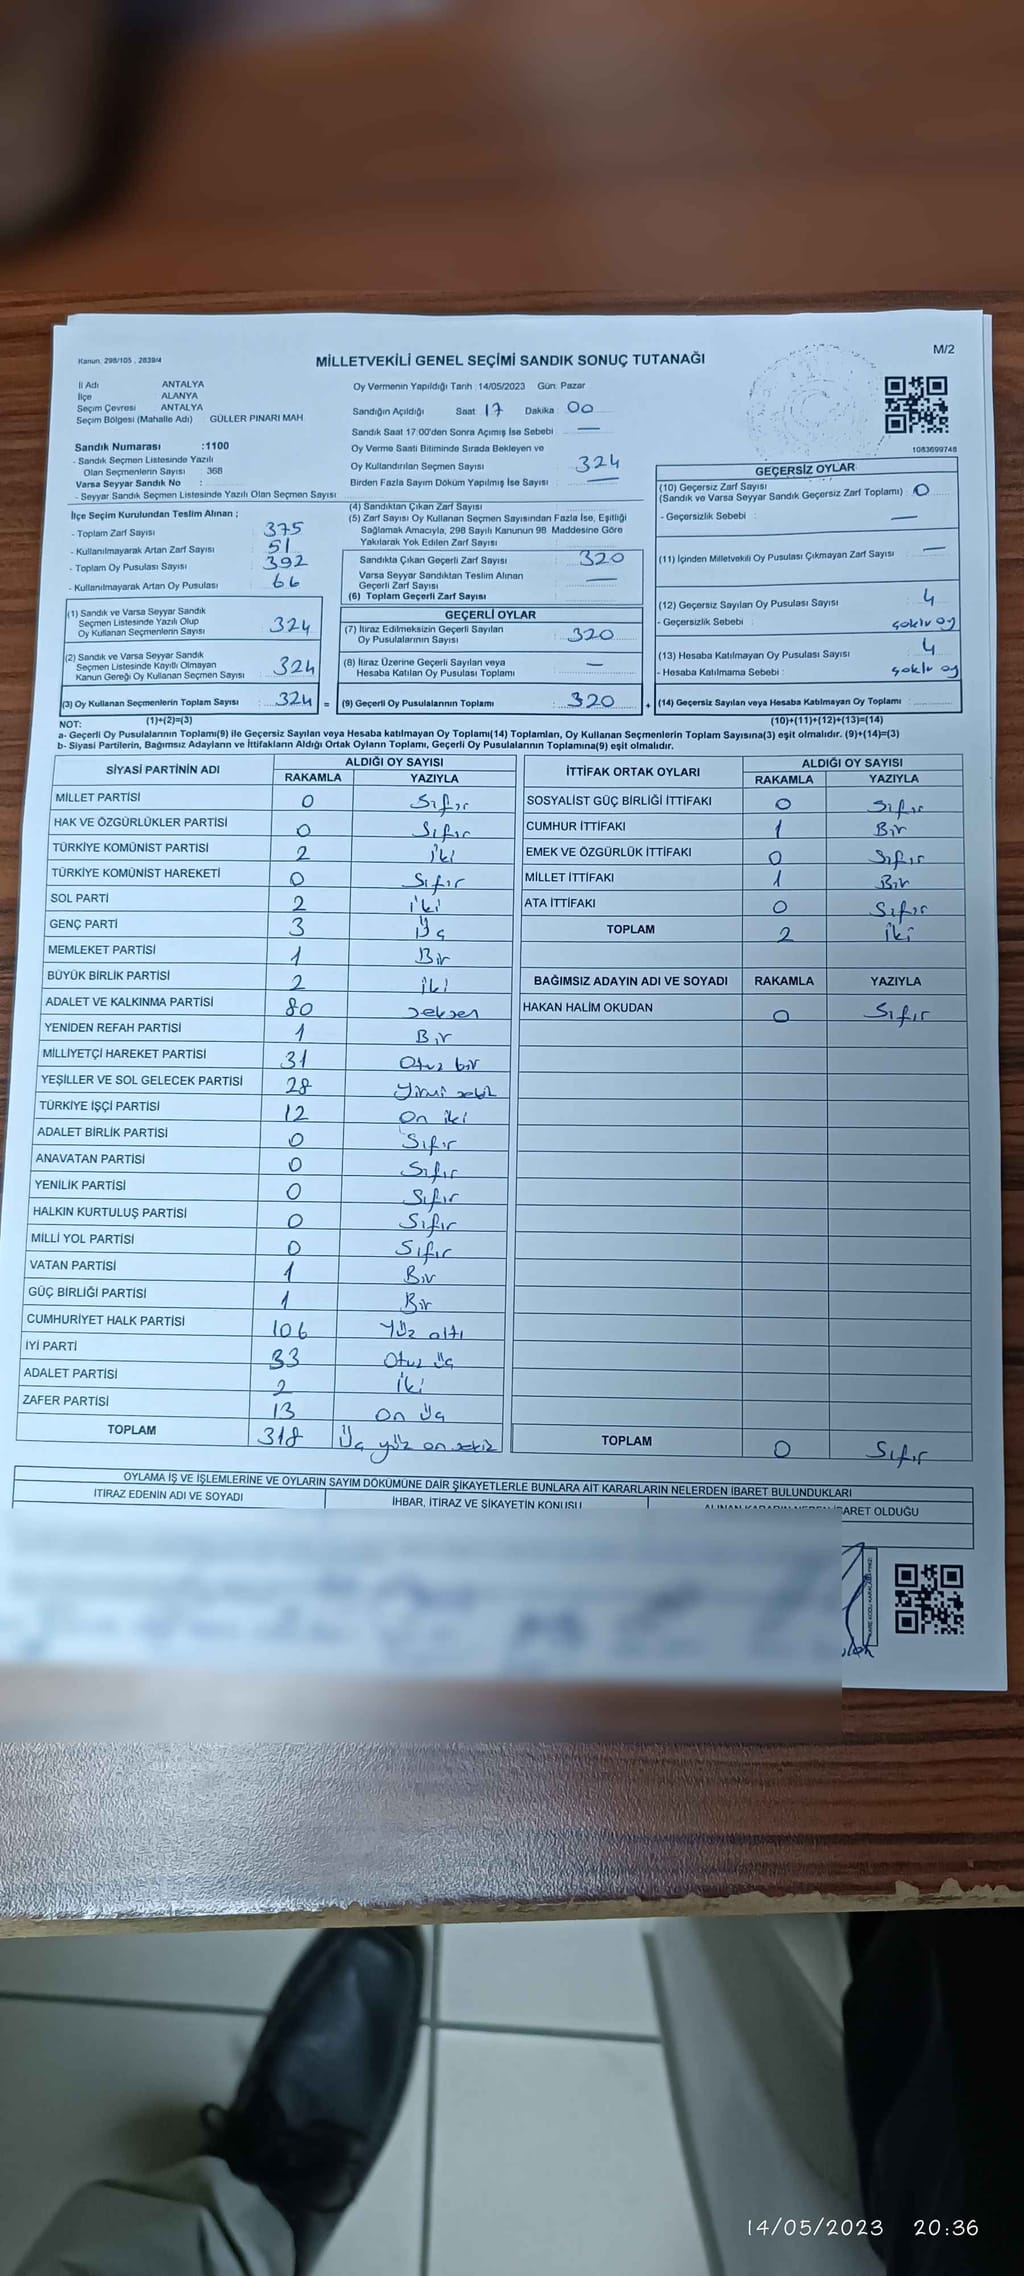 Kanun, 298/105 , 2839/4
MİLLETVEKİLİ GENEL SEÇİMİ SANDIK SONUÇ TUTANAĞI
M/2
İl Adı ANTALYA
İlçe ALANYA
Seçim Çevresi ANTALYA
Seçim Bölgesi (Mahalle Adı) : GÜLLER PINARI MAH.
Sandık Numarası :1100
- Sandık Seçmen Listesinde Yazılı
Olan Seçmenlerin Sayısı : 368
Varsa Seyyar Sandık No :
- Seyyar Sandık Seçmen Listesinde Yazılı Olan Seçmen Sayısı
Oy Vermenin Yapıldığı Tarih :14/05/2023 Gün: Pazar
Sandığın Açıldığı Saat 17 Dakika : 00
Sandık Saat 17:00'den Sonra Açımış İse Sebebi : —
Oy Verme Saati Bitiminde Sırada Bekleyen ve
Oy Kullandırılan Seçmen Sayısı 324
Birden Fazla Sayım Döküm Yapılmış İse Sayısı : —
1083699748
İlçe Seçim Kurulundan Teslim Alınan ;
- Toplam Zarf Sayısı : 375
- Kullanılmayarak Artan Zarf Sayısı : 51
- Toplam Oy Pusulası Sayısı : 392
- Kullanılmayarak Artan Oy Pusulası : 66
(1) Sandık ve Varsa Seyyar Sandık
Seçmen Listesinde Yazılı Olup
Oy Kullanan Seçmenlerin Sayısı : 324
(2) Sandık ve Varsa Seyyar Sandık
Seçmen Listesinde Kayıtlı Olmayan
Kanun Gereği Oy Kullanan Seçmen Sayısı : 324
(3) Oy Kullanan Seçmenlerin Toplam Sayısı : 324 =
(4) Sandıktan Çıkan Zarf Sayısı
(5) Zarf Sayısı Oy Kullanan Seçmen Sayısından Fazla İse, Eşitliği
Sağlamak Amacıyla, 298 Sayılı Kanunun 98 Maddesine Göre
Yakılarak Yok Edilen Zarf Sayısı
Sandıkta Çıkan Geçerli Zarf Sayısı : 320
Varsa Seyyar Sandıktan Teslim Alınan
Geçerli Zarf Sayısı : —
(6) Toplam Geçerli Zarf Sayısı
GEÇERLİ OYLAR
(7) İtiraz Edilmeksizin Geçerli Sayılan
Oy Pusulalarının Sayısı : 320
(8) İtiraz Üzerine Geçerli Sayılan veya
Hesaba Katılan Oy Pusulası Toplamı : —
(9) Geçerli Oy Pusulalarının Toplamı : 320 +
GEÇERSİZ OYLAR
(10) Geçersiz Zarf Sayısı
(Sandık ve Varsa Seyyar Sandık Geçersiz Zarf Toplamı) : 0
- Geçersizlik Sebebi : —
(11) İçinden Milletvekili Oy Pusulası Çıkmayan Zarf Sayısı —
(12) Geçersiz Sayılan Oy Pusulası Sayısı 4
- Geçersizlik Sebebi : çoklu oy
(13) Hesaba Katılmayan Oy Pusulası Sayısı 4
- Hesaba Katılmama Sebebi : çoklu oy
(14) Geçersiz Sayılan veya Hesaba Katılmayan Oy Toplamı :
NOT: (1)+(2)=(3) (10)+(11)+(12)+(13)=(14)
a- Geçerli Oy Pusulalarının Toplamı(9) ile Geçersiz Sayılan veya Hesaba katılmayan Oy Toplamı(14) Toplamları, Oy Kullanan Seçmenlerin Toplam Sayısına(3) eşit olmalıdır. (9)+(14)=(3)
b- Siyasi Partilerin, Bağımsız Adayların ve İttifakların Aldığı Ortak Oyların Toplamı, Geçerli Oy Pusulalarının Toplamına(9) eşit olmalıdır.
SİYASİ PARTİNİN ADI ALDIĞI OY SAYISI
RAKAMLA YAZIYLA
MİLLET PARTİSİ 0 Sıfır
HAK VE ÖZGÜRLÜKLER PARTİSİ 0 Sıfır
TÜRKİYE KOMÜNİST PARTİSİ 2 iki
TÜRKİYE KOMÜNİST HAREKETİ 0 Sıfır
SOL PARTİ 2 iki
GENÇ PARTİ 3 Üç
MEMLEKET PARTİSİ 1 Bir
BÜYÜK BİRLİK PARTİSİ 2 iki
ADALET VE KALKINMA PARTİSİ 80 seksen
YENİDEN REFAH PARTİSİ 1 Bir
MİLLİYETÇİ HAREKET PARTİSİ 31 Otuz bir
YEŞİLLER VE SOL GELECEK PARTİSİ 28 yirmi sekiz
TÜRKİYE İŞÇİ PARTİSİ 12 On iki
ADALET BİRLİK PARTİSİ 0 Sıfır
ANAVATAN PARTİSİ 0 Sıfır
YENİLİK PARTİSİ 0 Sıfır
HALKIN KURTULUŞ PARTİSİ 0 Sıfır
MİLLİ YOL PARTİSİ 0 Sıfır
VATAN PARTİSİ 1 Bir
GÜÇ BİRLİĞİ PARTİSİ 1 Bir
CUMHURİYET HALK PARTİSİ 106 Yüz altı
İYİ PARTİ 33 Otuz üç
ADALET PARTİSİ 2 iki
ZAFER PARTİSİ 13 On üç
TOPLAM 318 Üç yüz on sekiz
İTTİFAK ORTAK OYLARI ALDIĞI OY SAYISI
RAKAMLA YAZIYLA
SOSYALİST GÜÇ BİRLİĞİ İTTİFAKI 0 Sıfır
CUMHUR İTTİFAKI 1 Bir
EMEK VE ÖZGÜRLÜK İTTİFAKI 0 Sıfır
MİLLET İTTİFAKI 1 Bir
ATA İTTİFAKI 0 Sıfır
TOPLAM 2 iki
BAĞIMSIZ ADAYIN ADI VE SOYADI RAKAMLA YAZIYLA
HAKAN HALİM OKUDAN 0 Sıfır
TOPLAM 0 Sıfır
OYLAMA İŞ VE İŞLEMLERİNE VE OYLARIN SAYIM DÖKÜMÜNE DAİR ŞİKAYETLERLE BUNLARA AİT KARARLARIN NELERDEN İBARET BULUNDUKLARI
İTİRAZ EDENİN ADI VE SOYADI İHBAR, İTİRAZ VE ŞİKAYETİN KONUSU ALINAN KARARIN NEDEN İBARET OLDUĞU
14/05/2023 20:36